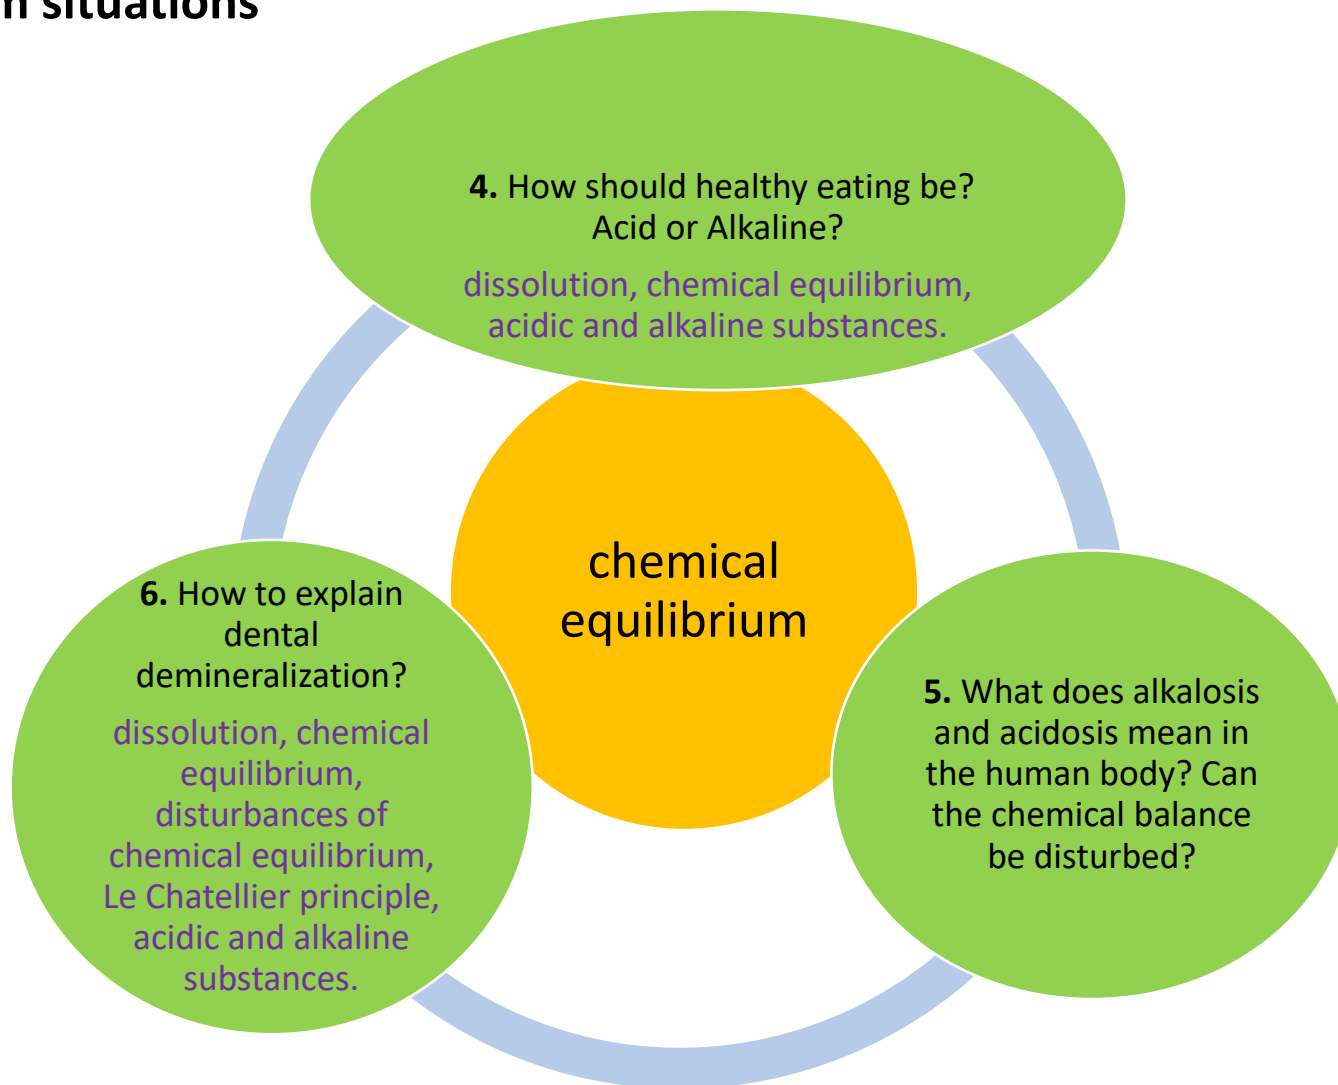 situations
4. How should healthy eating be?
Acid or Alkaline?
dissolution, chemical equilibrium,
acidic and alkaline substances.
chemical
equilibrium
5. What does alkalosis
and acidosis mean in
the human body? Can
the chemical balance
be disturbed?
6. How to explain
dental
demineralization?
dissolution, chemical
equilibrium,
disturbances of
chemical equilibrium,
Le Chatellier principle,
acidic and alkaline
substances.